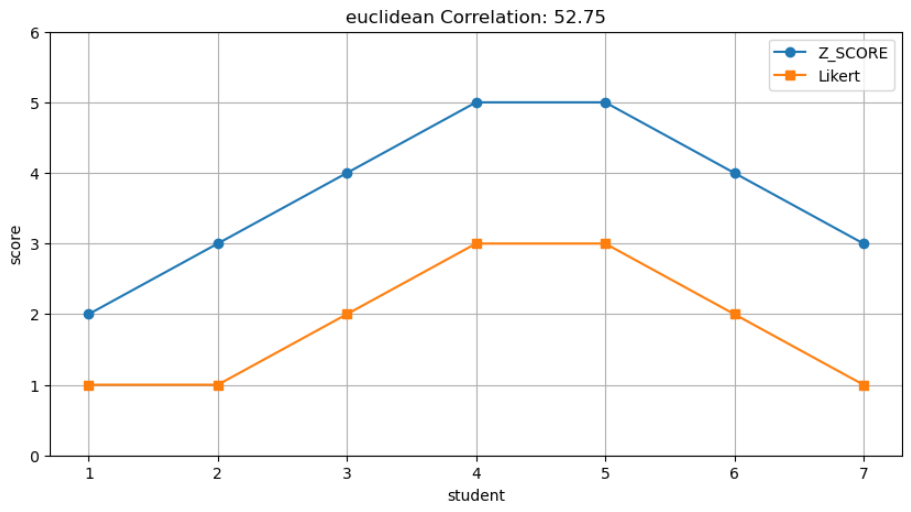 euclidean Correlation: 52.75
6
5
4
3
2
1
0
score
Z_SCORE
Likert
1 2 3 4 5 6 7
student